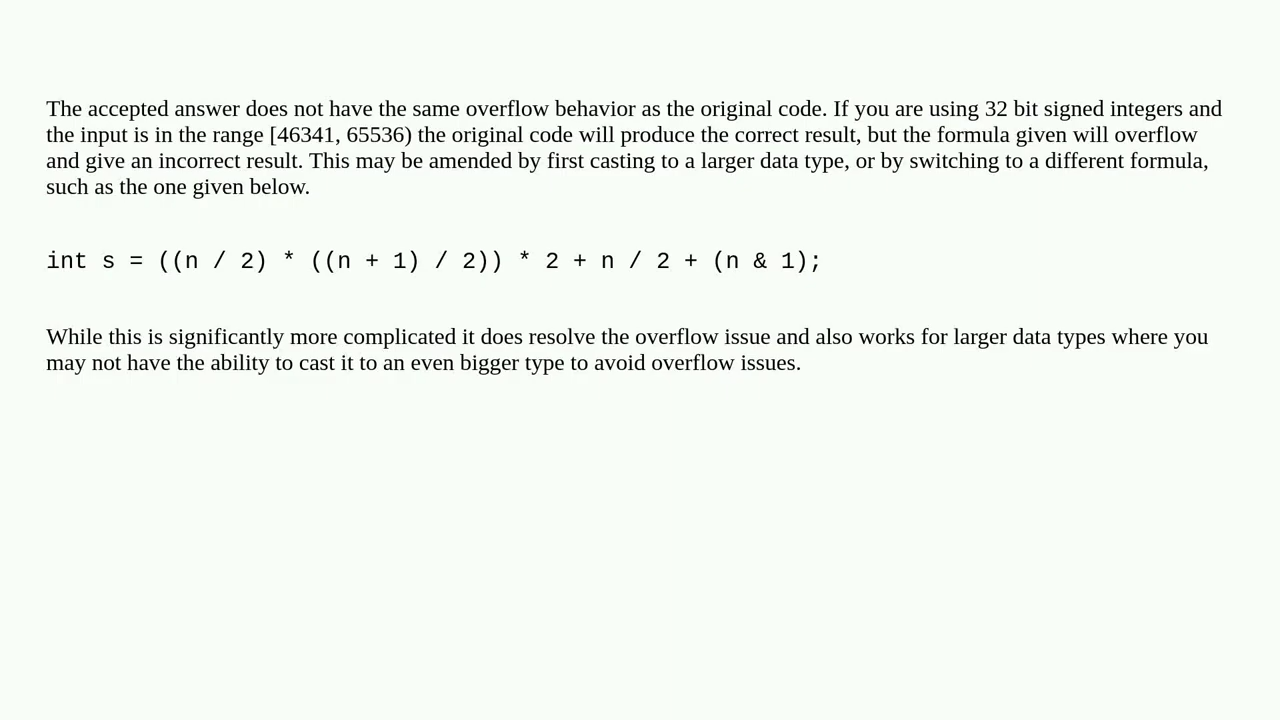 The accepted answer does not have the same overflow behavior as the original code. If you are using 32 bit signed integers and
the input is in the range [46341, 65536) the original code will produce the correct result, but the formula given will overflow
and give an incorrect result. This may be amended by first casting to a larger data type, or by switching to a different formula,
such as the one given below.
int s = ((n / 2) * ((n + 1) / 2)) * 2 + n / 2 + (n & 1);
While this is significantly more complicated it does resolve the overflow issue and also works for larger data types where you
may not have the ability to cast it to an even bigger type to avoid overflow issues.